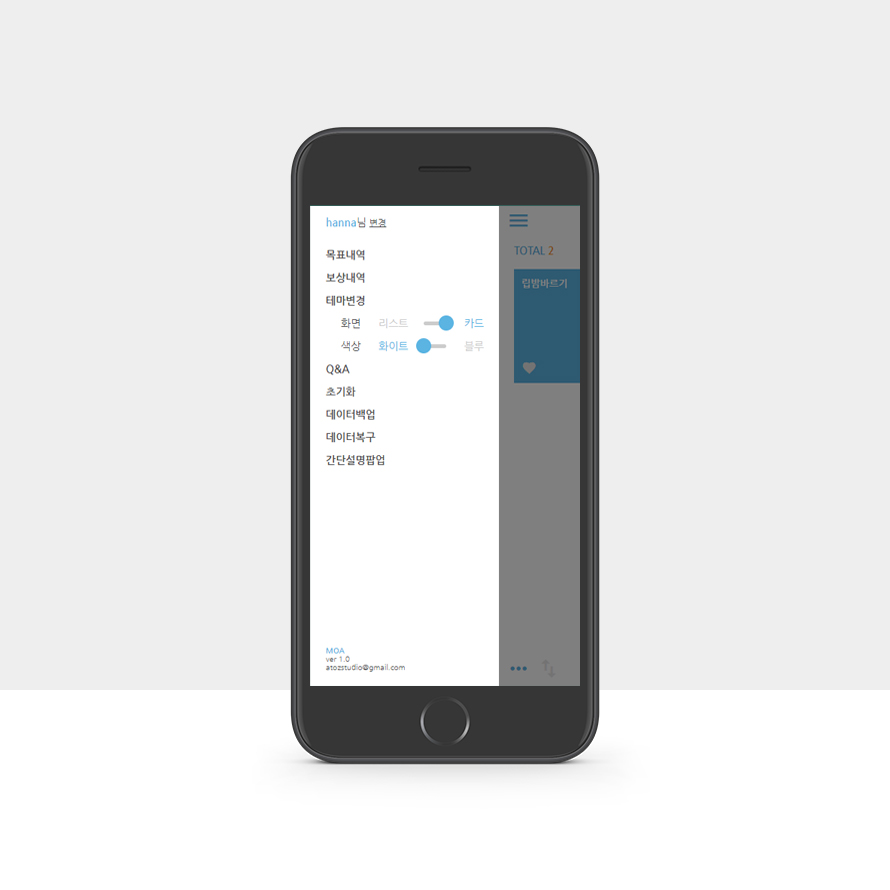 hanna님 변경
목표내역
보상내역
테마변경
화면 리스트 카드
색상 화이트 블루
Q&A
초기화
데이터백업
데이터복구
간단설명팝업
MOA
ver 1.0
atozstudio@gmail.com
TOTAL 2
립밤바르기